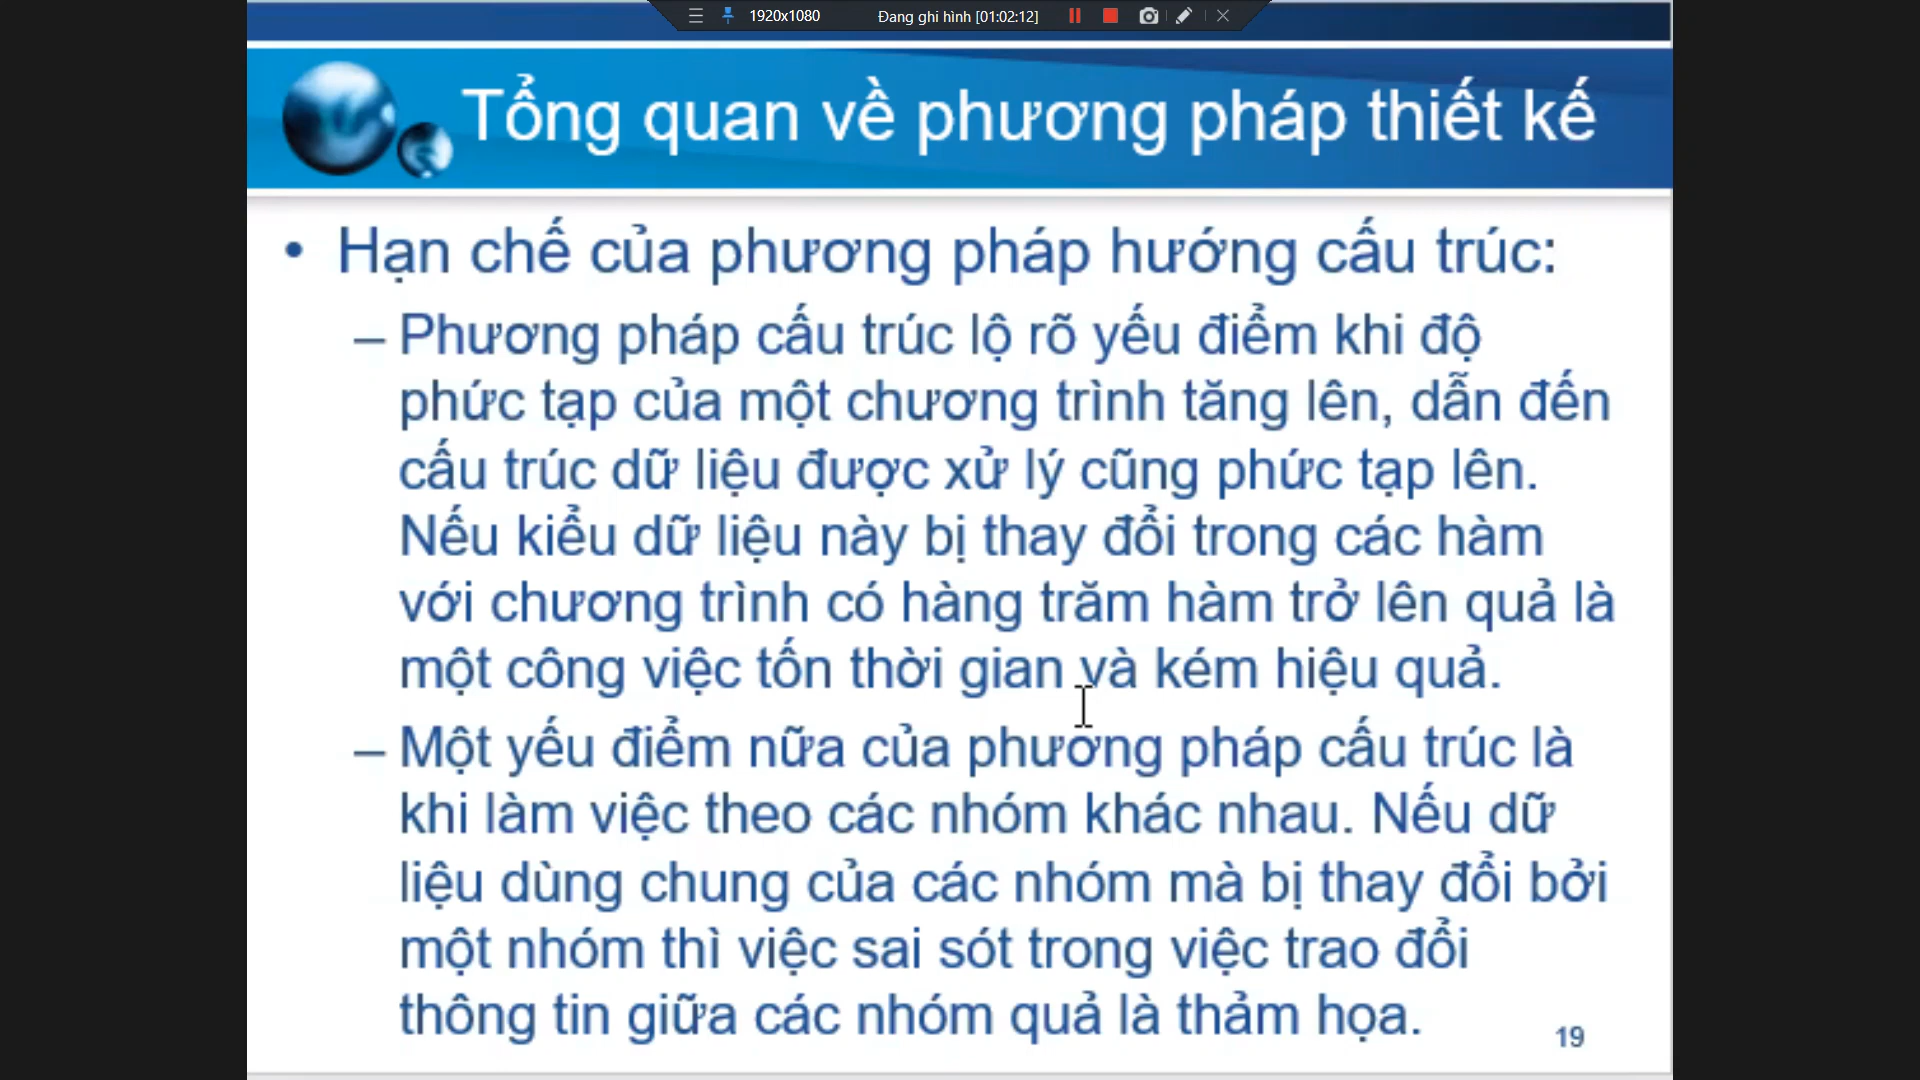 1920x1080 Đang ghi hình [01:02:12]
Tổng quan về phương pháp thiết kế
• Hạn chế của phương pháp hướng cấu trúc:
– Phương pháp cấu trúc lộ rõ yếu điểm khi độ
phức tạp của một chương trình tăng lên, dẫn đến
cấu trúc dữ liệu được xử lý cũng phức tạp lên.
Nếu kiểu dữ liệu này bị thay đổi trong các hàm
với chương trình có hàng trăm hàm trở lên quả là
một công việc tốn thời gian và kém hiệu quả.
– Một yếu điểm nữa của phương pháp cấu trúc là
khi làm việc theo các nhóm khác nhau. Nếu dữ
liệu dùng chung của các nhóm mà bị thay đổi bởi
một nhóm thì việc sai sót trong việc trao đổi
thông tin giữa các nhóm quả là thảm họa.
19